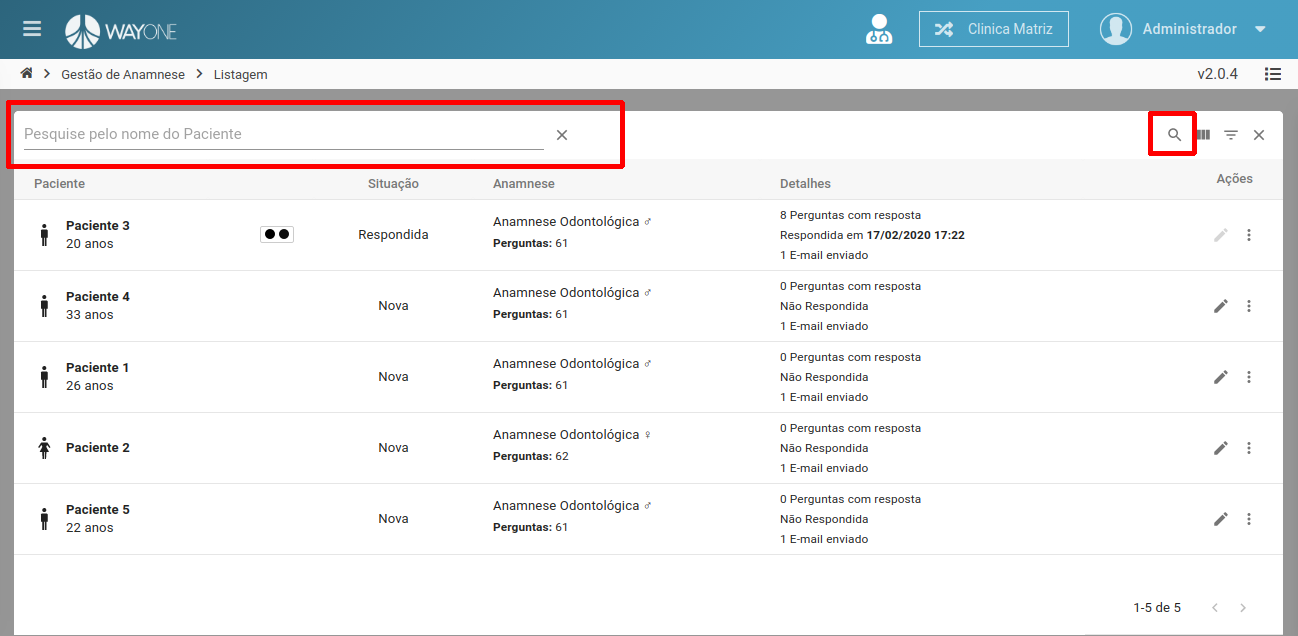 WAYONE
Clinica Matriz
Administrador
Gestão de Anamnese
Listagem
v2.0.4
Pesquise pelo nome do Paciente
Paciente Situação Anamnese Detalhes Ações
Paciente 3
20 anos
Respondida
Anamnese Odontológica ♂
Perguntas: 61
8 Perguntas com resposta
Respondida em 17/02/2020 17:22
1 E-mail enviado
Paciente 4
33 anos
Nova
Anamnese Odontológica ♂
Perguntas: 61
0 Perguntas com resposta
Não Respondida
1 E-mail enviado
Paciente 1
26 anos
Nova
Anamnese Odontológica ♂
Perguntas: 61
0 Perguntas com resposta
Não Respondida
1 E-mail enviado
Paciente 2
Nova
Anamnese Odontológica ♀
Perguntas: 62
0 Perguntas com resposta
Não Respondida
1 E-mail enviado
Paciente 5
22 anos
Nova
Anamnese Odontológica ♂
Perguntas: 61
0 Perguntas com resposta
Não Respondida
1 E-mail enviado
1-5 de 5